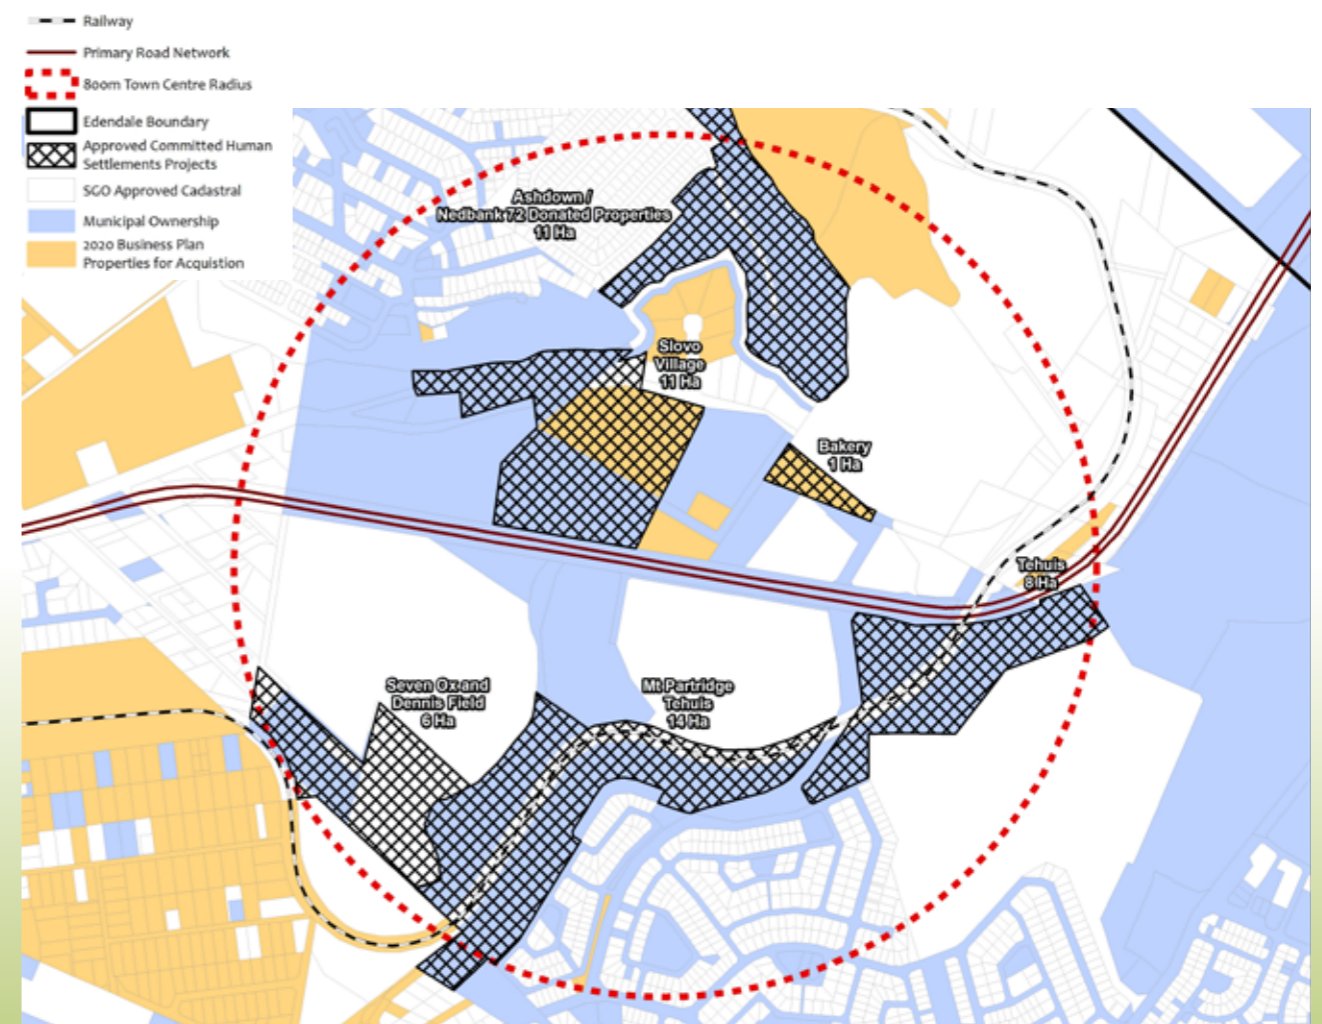 Railway
Primary Road Network
800m Town Centre Radius
Edendale Boundary
Approved Committed Human
Settlements Projects
SGO Approved Cadastral
Municipal Ownership
2020 Business Plan
Properties for Acquistion
Ashdown /
Nedbank 72 Donated Properties
11 Ha
Slovo
Village
11 Ha
Bakery
1 Ha
Tehuis
8 Ha
Seven Ox and
Dennis Field
6 Ha
Mt Partridge
Tehuis
14 Ha